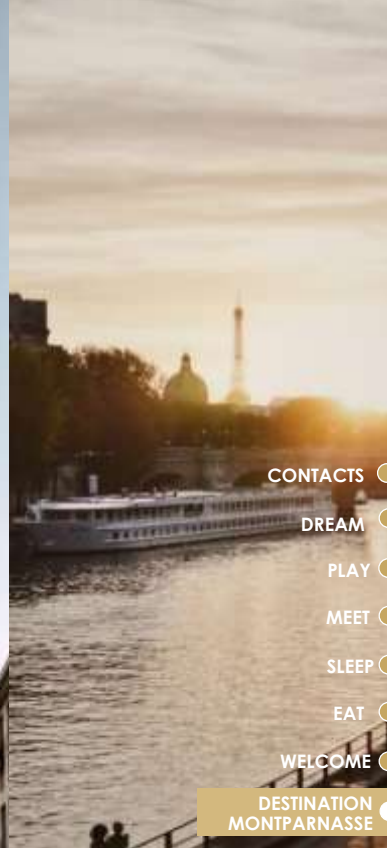 CONTACTS
DREAM
PLAY
MEET
SLEEP
EAT
WELCOME
DESTINATION
MONTPARNASSE